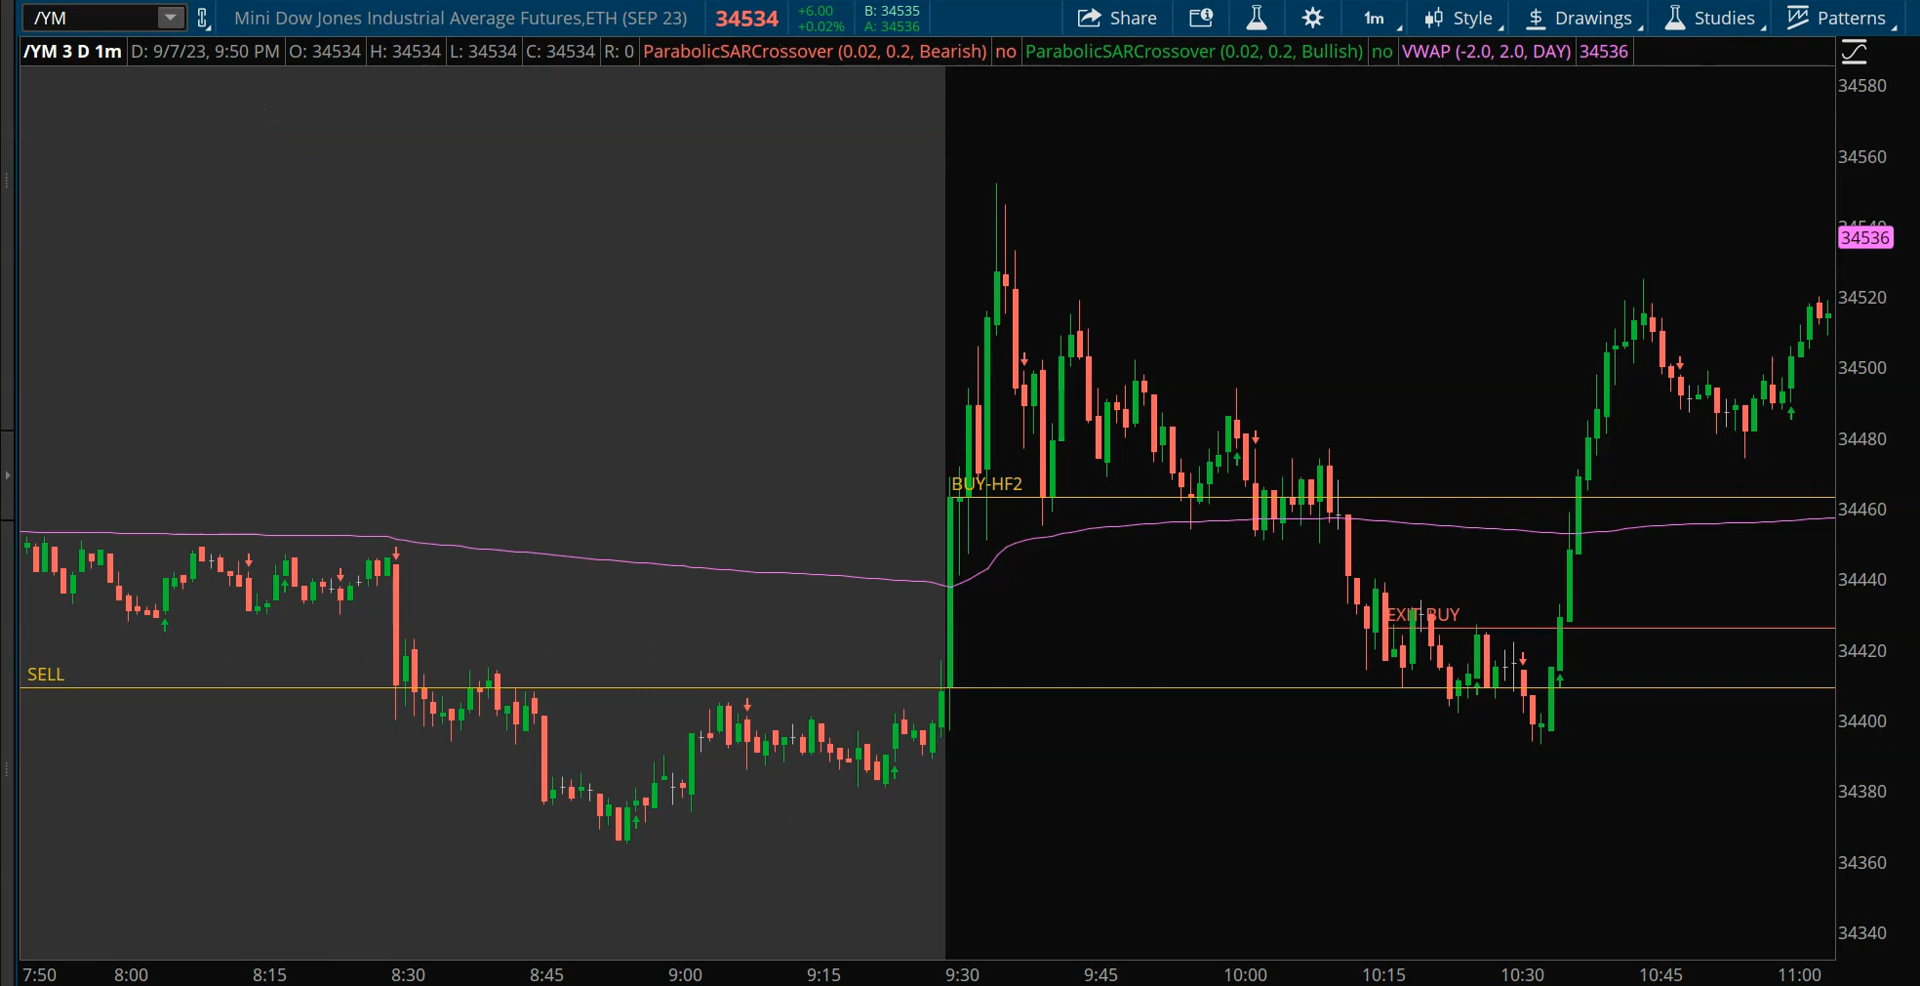 /YM Mini Dow Jones Industrial Average Futures,ETH (SEP 23) 34534 +6.00 B: 34535 Share 1m Style Drawings Studies Patterns
+0.02% A: 34536
/YM 3 D 1m D: 9/7/23, 9:50 PM O: 34534 H: 34534 L: 34534 C: 34534 R: 0 ParabolicSARCrossover (0.02, 0.2, Bearish) no ParabolicSARCrossover (0.02, 0.2, Bullish) no VWAP (-2.0, 2.0, DAY) 34536
34580
34560
34540
34536
34520
34500
34480
BUY-HF2
34460
34440
EXIT BUY
34420
SELL
34400
34380
34360
34340
7:50 8:00 8:15 8:30 8:45 9:00 9:15 9:30 9:45 10:00 10:15 10:30 10:45 11:00